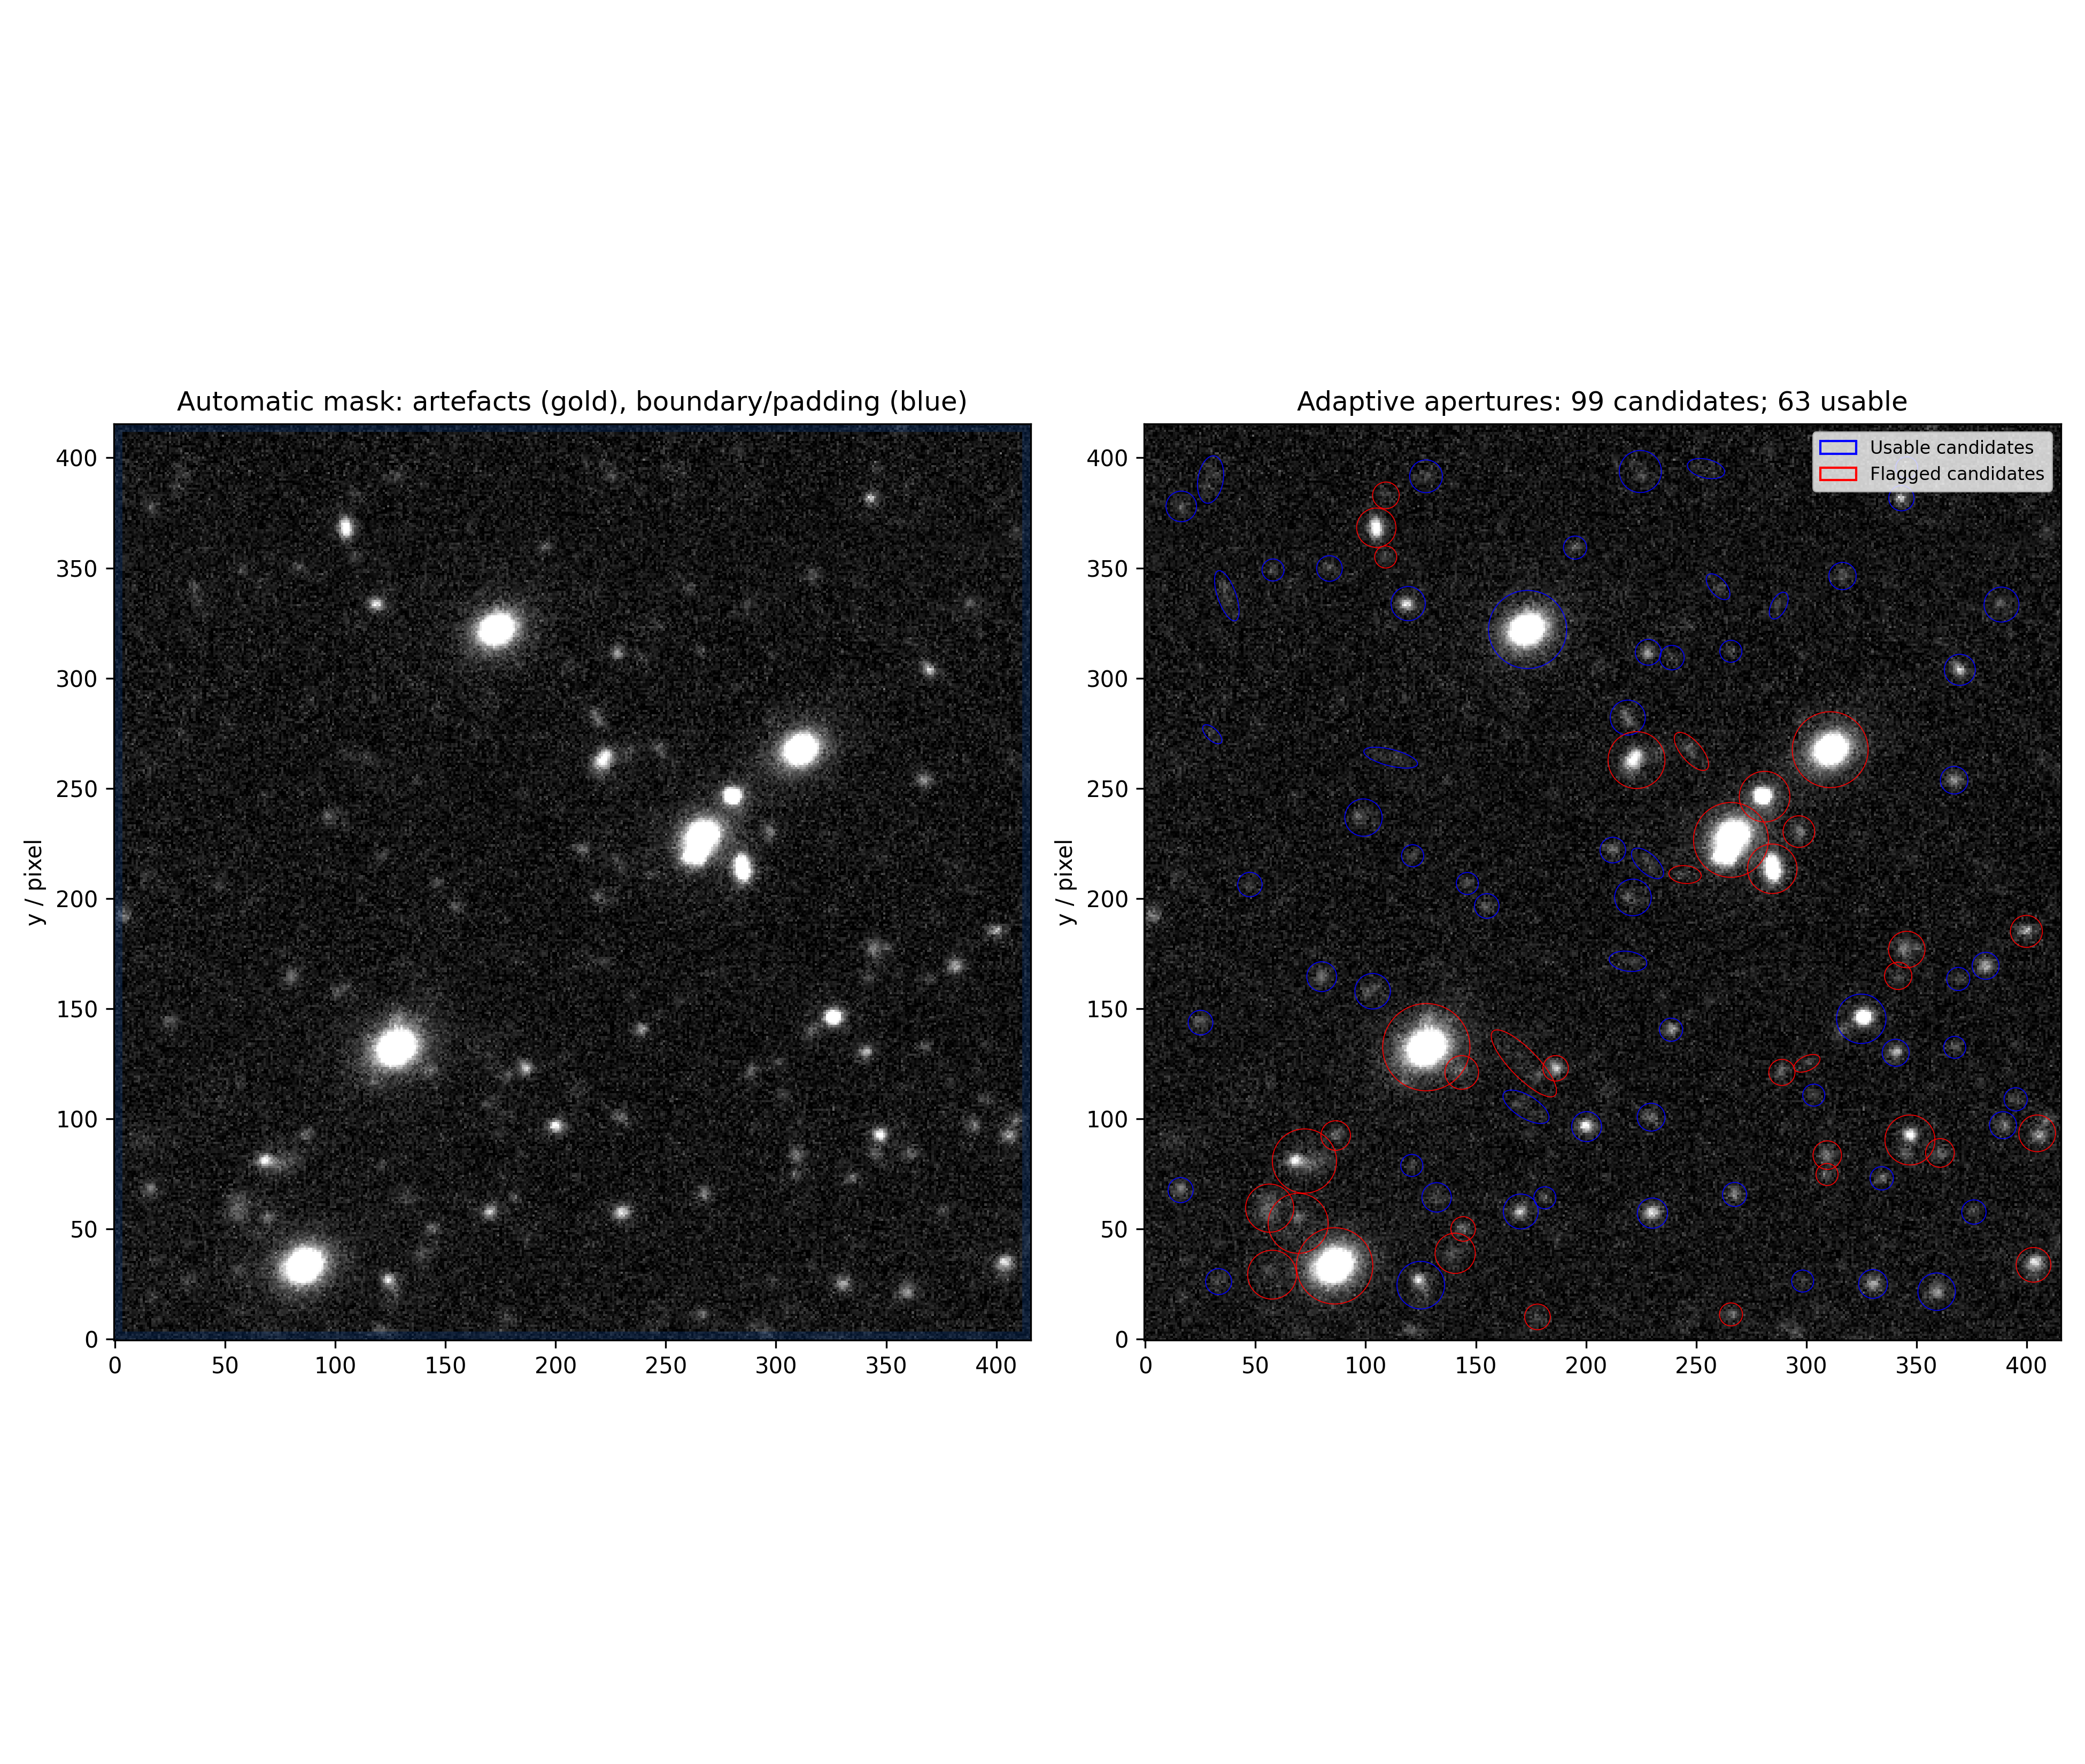 Automatic mask: artefacts (gold), boundary/padding (blue)
y / pixel
400
350
300
250
200
150
100
50
0
0 50 100 150 200 250 300 350 400
Adaptive apertures: 99 candidates; 63 usable
Usable candidates
Flagged candidates
y / pixel
400
350
300
250
200
150
100
50
0
0 50 100 150 200 250 300 350 400